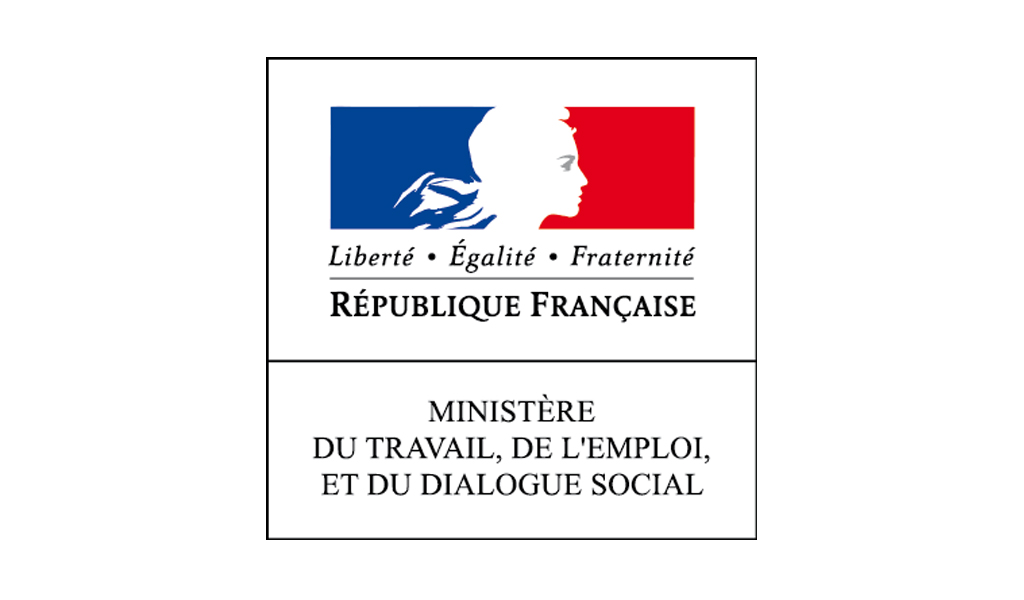 Liberté • Égalité • Fraternité
RÉPUBLIQUE FRANÇAISE
MINISTÈRE
DU TRAVAIL, DE L'EMPLOI,
ET DU DIALOGUE SOCIAL